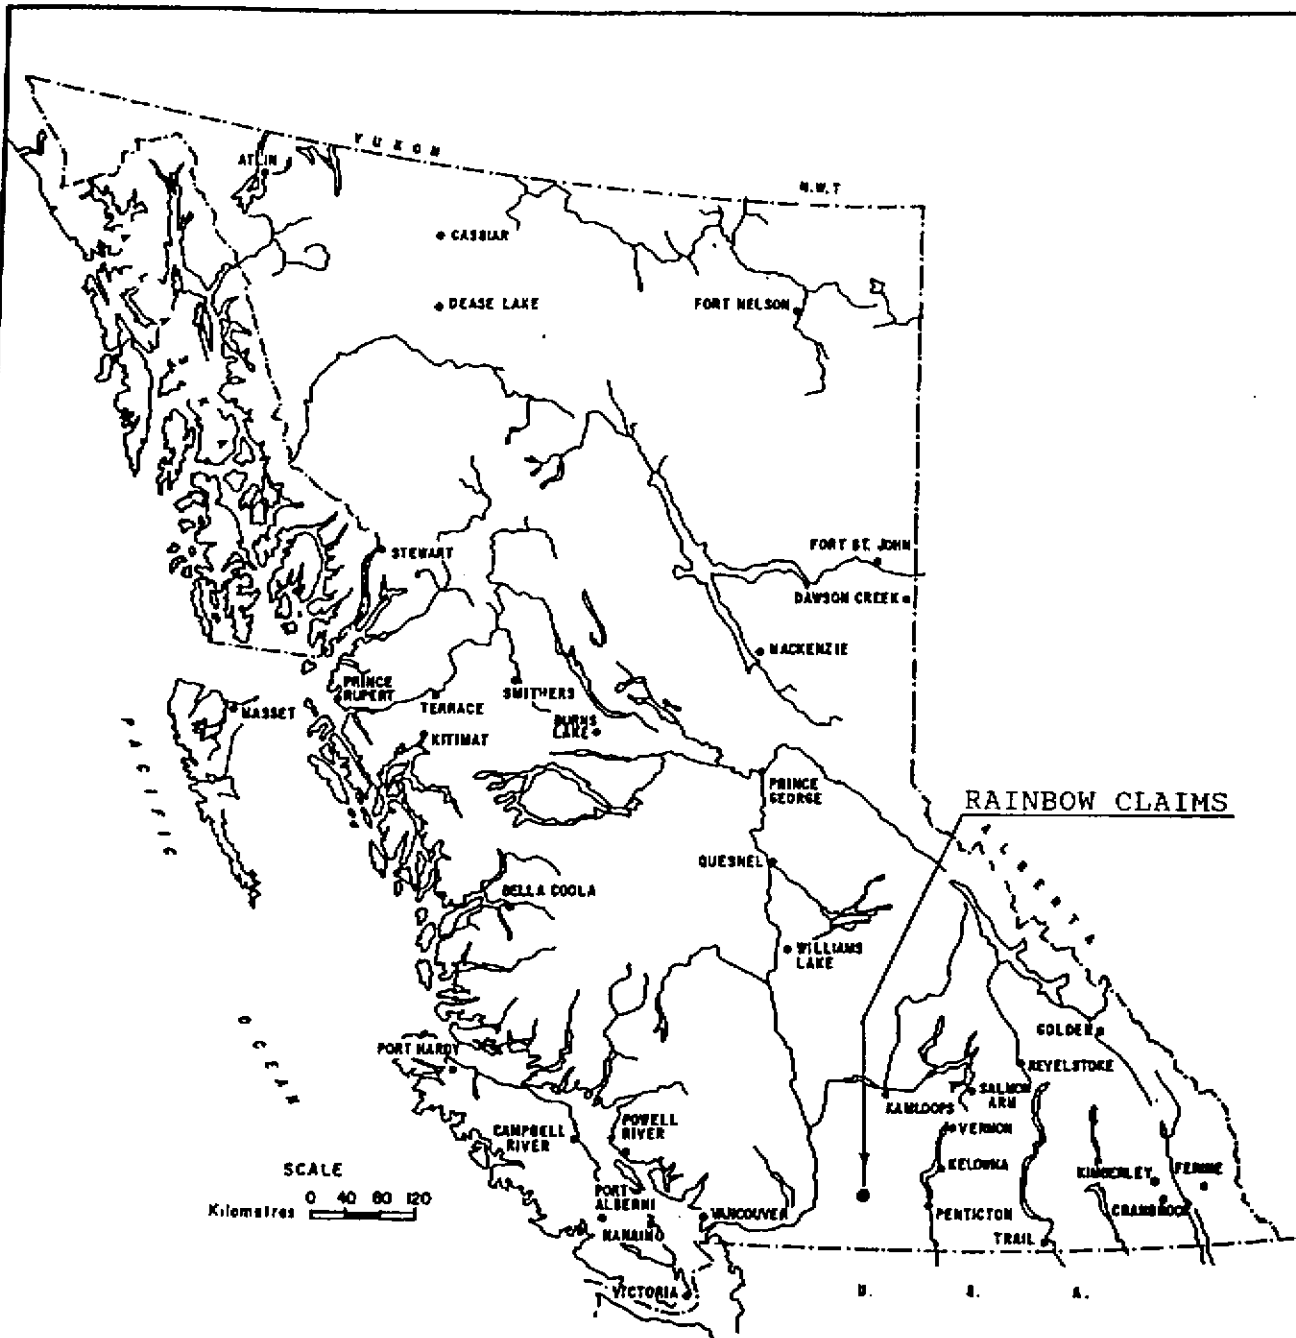 YUKON
N.W.T
ATLIN
CASSIAR
DEASE LAKE
FORT NELSON
STEWART
FORT ST. JOHN
DAWSON CREEK
MACKENZIE
PRINCE
RUPERT
SMITHERS
TERRACE
MASSET
BURNS
LAKE
KITIMAT
PACIFIC
PRINCE
GEORGE
RAINBOW CLAIMS
ALBERTA
QUESNEL
BELLA COOLA
WILLIAMS
LAKE
OCEAN
GOLDEN
PORT HARDY
REVELSTOKE
SALMON
ARM
KAMLOOPS
POWELL
RIVER
CAMPBELL
RIVER
VERNON
KELOWNA
KIMBERLEY
FERNIE
SCALE
0 40 80 120
Kilometres
PORT
ALBERNI
NANAIMO
VANCOUVER
PENTICTON
CRANBROOK
TRAIL
VICTORIA
U. S. A.